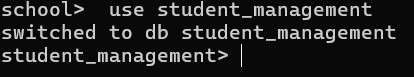 school>  use student_management
switched to db student_management
student_management>